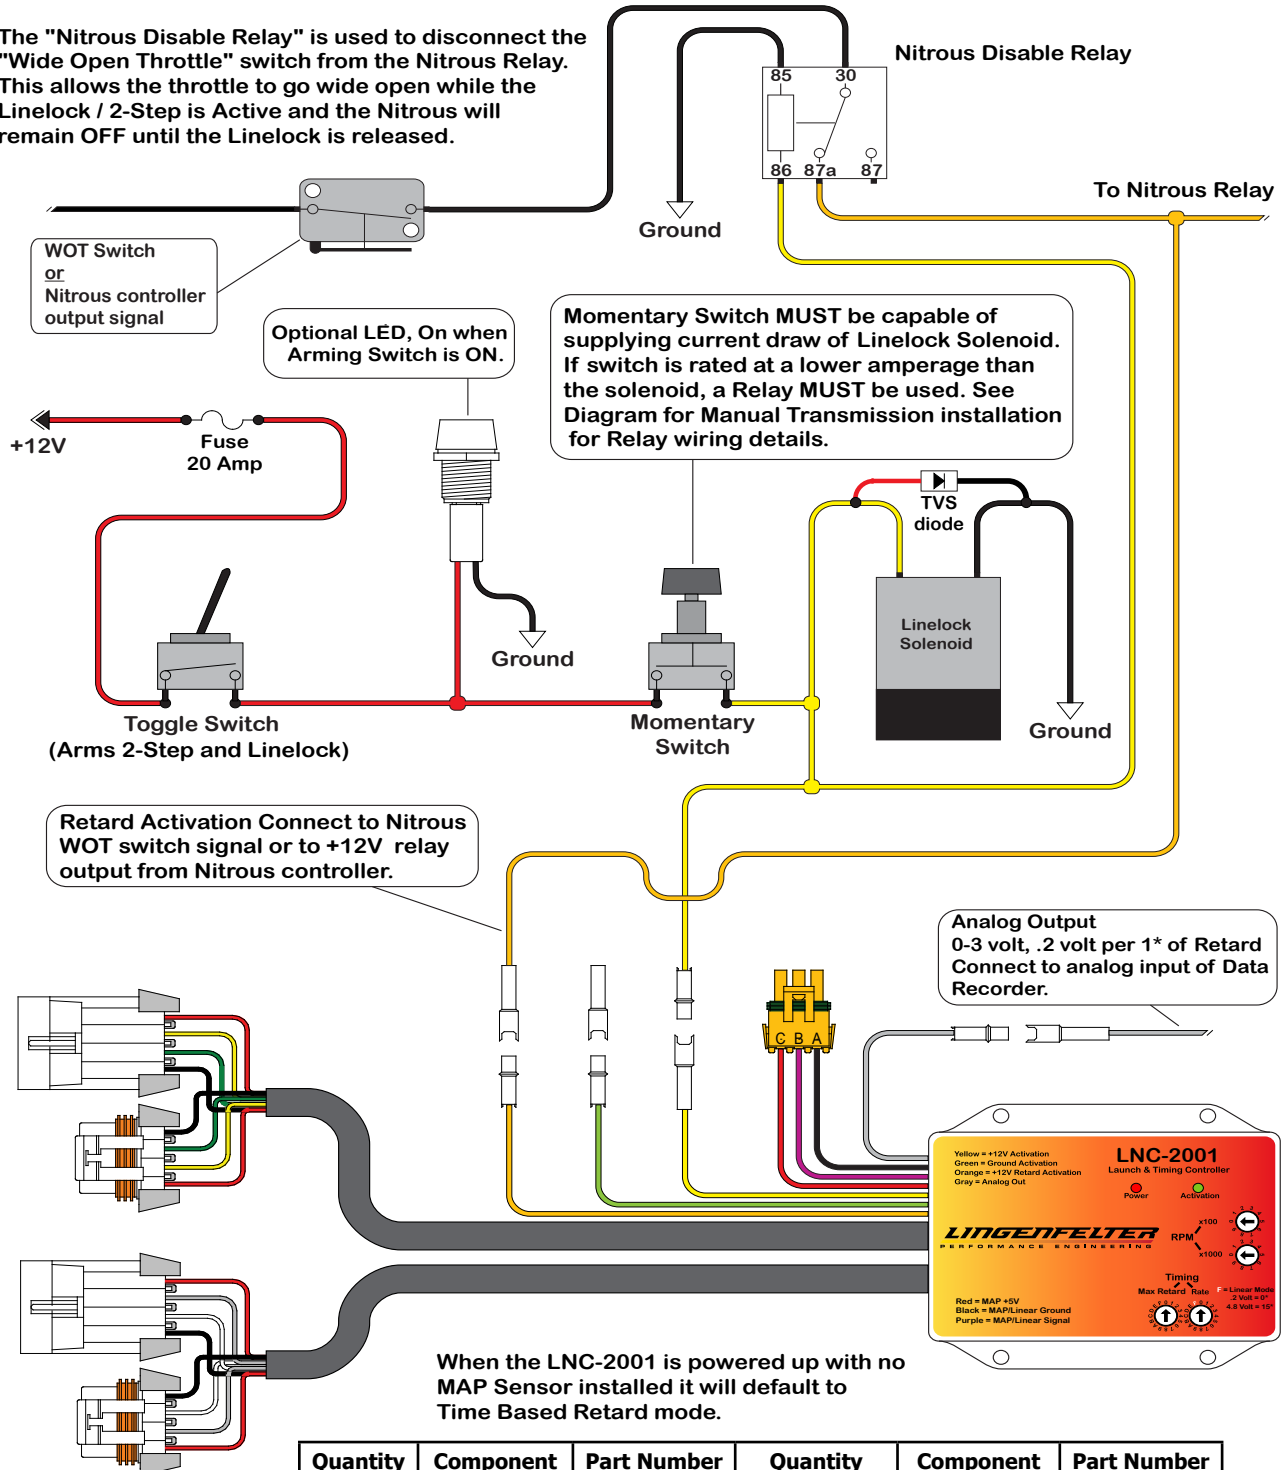 The "Nitrous Disable Relay" is used to disconnect the
"Wide Open Throttle" switch from the Nitrous Relay.
This allows the throttle to go wide open while the
Linelock / 2-Step is Active and the Nitrous will
remain OFF until the Linelock is released.
Nitrous Disable Relay
85 30
86 87a 87
To Nitrous Relay
Ground
WOT Switch
or
Nitrous controller
output signal
Optional LED, On when
Arming Switch is ON.
Momentary Switch MUST be capable of
supplying current draw of Linelock Solenoid.
If switch is rated at a lower amperage than
the solenoid, a Relay MUST be used. See
Diagram for Manual Transmission installation
for Relay wiring details.
+12V
Fuse
20 Amp
TVS
diode
Linelock
Solenoid
Ground
Ground
Toggle Switch
(Arms 2-Step and Linelock)
Momentary
Switch
Retard Activation Connect to Nitrous
WOT switch signal or to +12V relay
output from Nitrous controller.
Analog Output
0-3 volt, .2 volt per 1* of Retard
Connect to analog input of Data
Recorder.
C B A
Yellow = +12V Activation
Green = Ground Activation
Orange = +12V Retard Activation
Gray = Analog Out
LNC-2001
Launch & Timing Controller
Power
Activation
LINGENFELTER
PERFORMANCE ENGINEERING
RPM
x100
x1000
Timing
Max Retard
Rate
F = Linear Mode
.2 Volt = 0°
4.8 Volt = 15°
Red = MAP +5V
Black = MAP/Linear Ground
Purple = MAP/Linear Signal
When the LNC-2001 is powered up with no
MAP Sensor installed it will default to
Time Based Retard mode.
Quantity Component Part Number Quantity Component Part Number